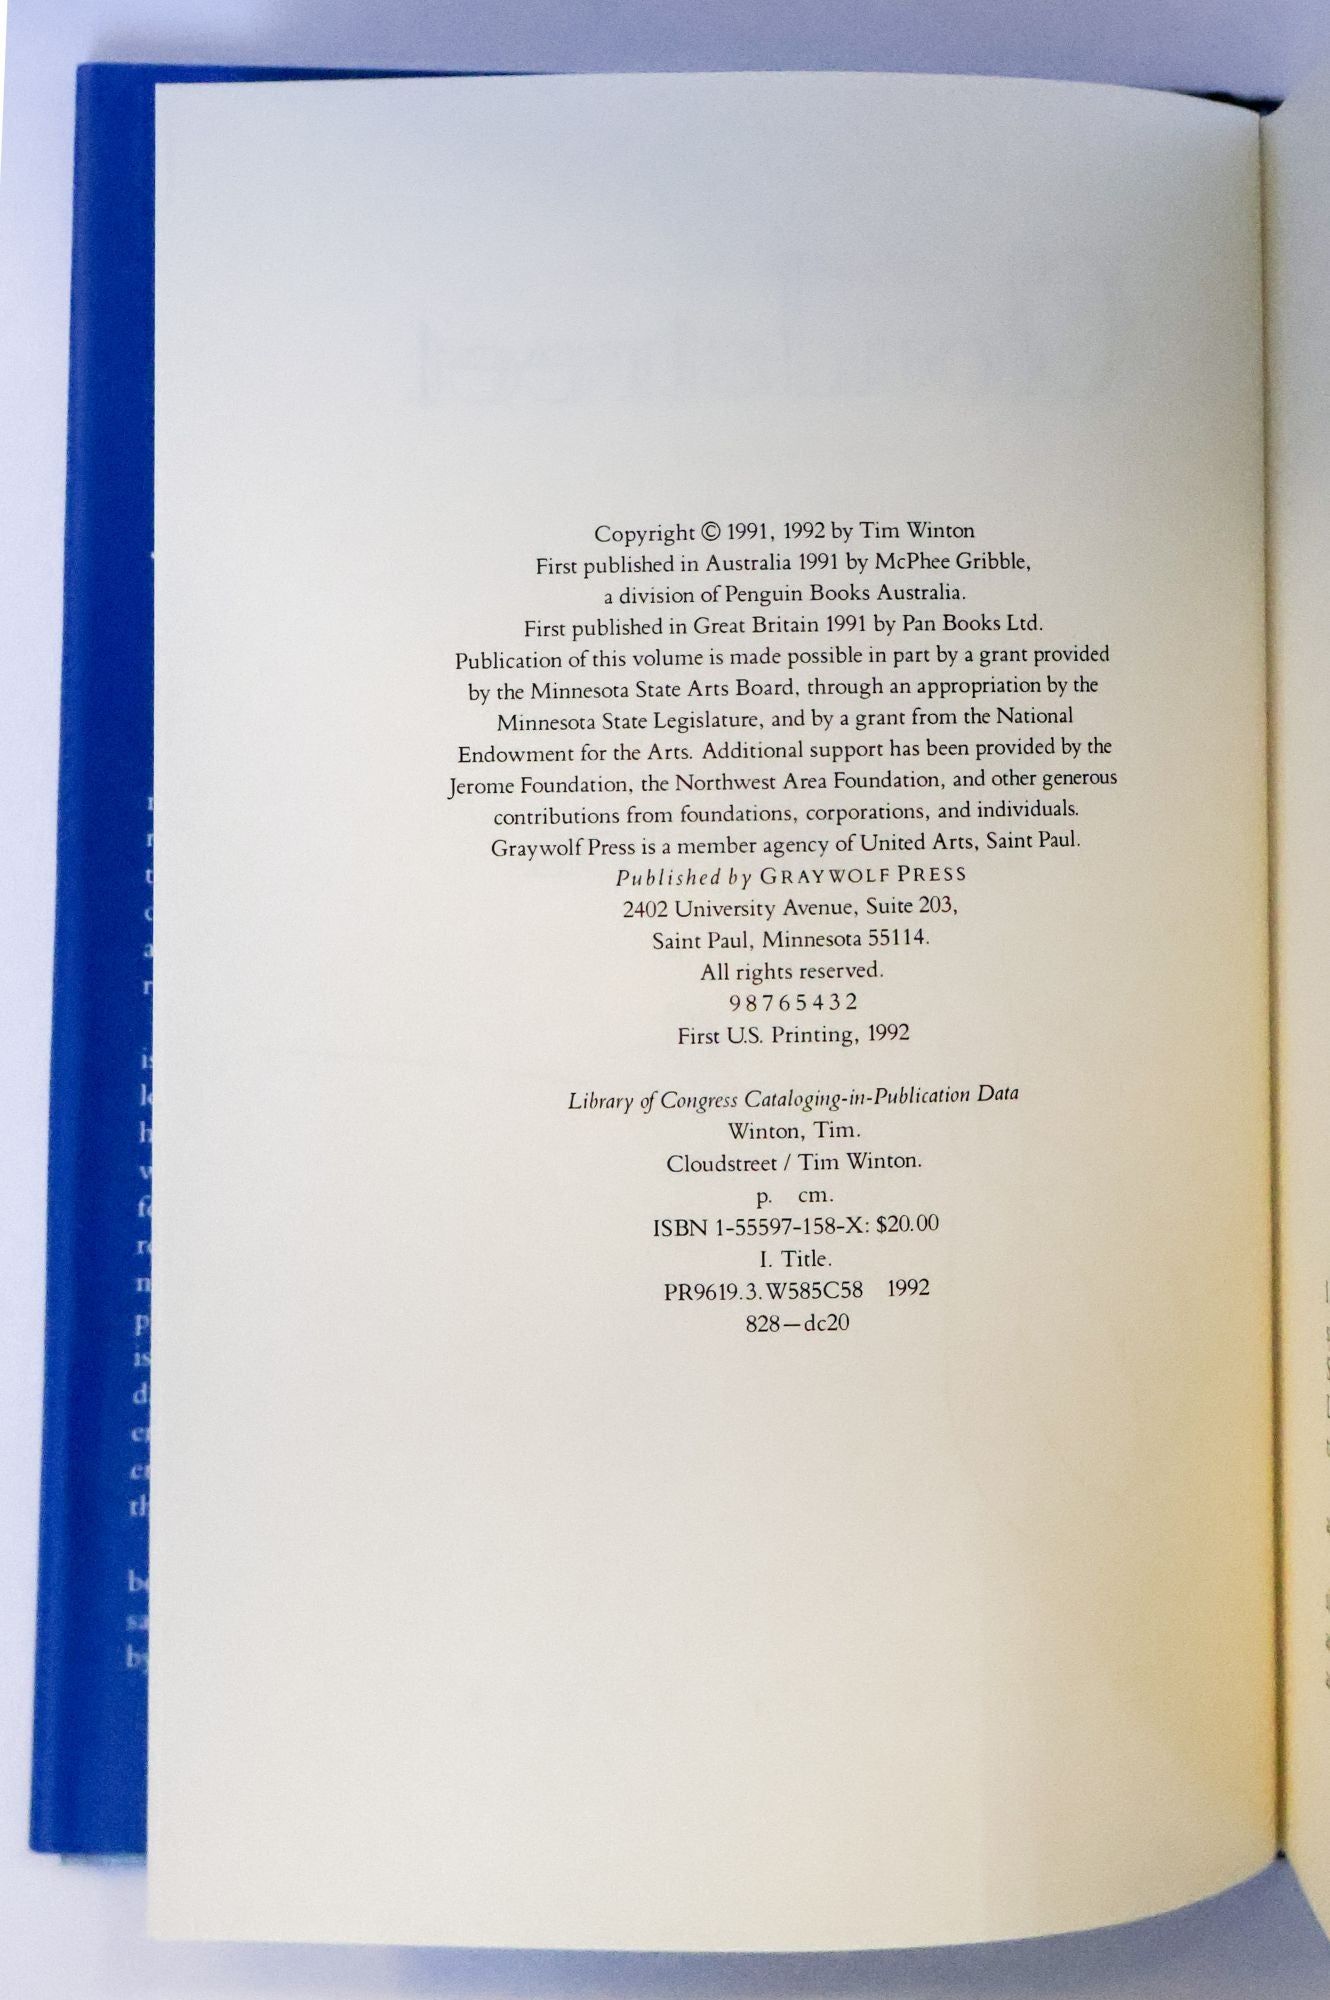 Copyright © 1991, 1992 by Tim Winton
First published in Australia 1991 by McPhee Gribble,
a division of Penguin Books Australia.
First published in Great Britain 1991 by Pan Books Ltd.
Publication of this volume is made possible in part by a grant provided
by the Minnesota State Arts Board, through an appropriation by the
Minnesota State Legislature, and by a grant from the National
Endowment for the Arts. Additional support has been provided by the
Jerome Foundation, the Northwest Area Foundation, and other generous
contributions from foundations, corporations, and individuals.
Graywolf Press is a member agency of United Arts, Saint Paul.
Published by GRAYWOLF PRESS
2402 University Avenue, Suite 203,
Saint Paul, Minnesota 55114.
All rights reserved.
9 8 7 6 5 4 3 2
First U.S. Printing, 1992
Library of Congress Cataloging-in-Publication Data
Winton, Tim.
Cloudstreet / Tim Winton.
p. cm.
ISBN 1-55597-158-X: $20.00
I. Title.
PR9619.3.W585C58 1992
828—dc20